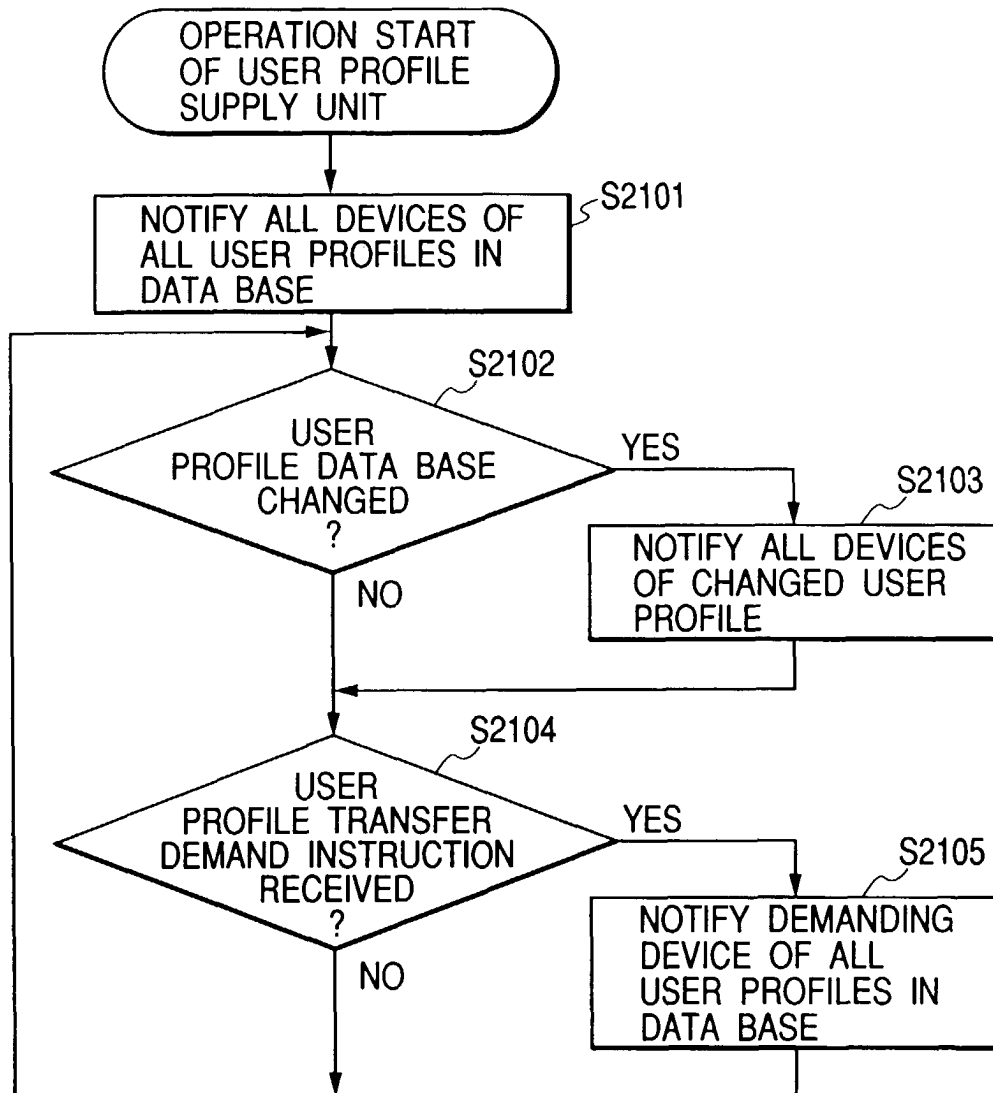 OPERATION START
OF USER PROFILE
SUPPLY UNIT
S2101
NOTIFY ALL DEVICES OF
ALL USER PROFILES IN
DATA BASE
S2102
USER
PROFILE DATA BASE
CHANGED
?
YES
NO
S2103
NOTIFY ALL DEVICES
OF CHANGED USER
PROFILE
S2104
USER
PROFILE TRANSFER
DEMAND INSTRUCTION
RECEIVED
?
YES
NO
S2105
NOTIFY DEMANDING
DEVICE OF ALL
USER PROFILES IN
DATA BASE